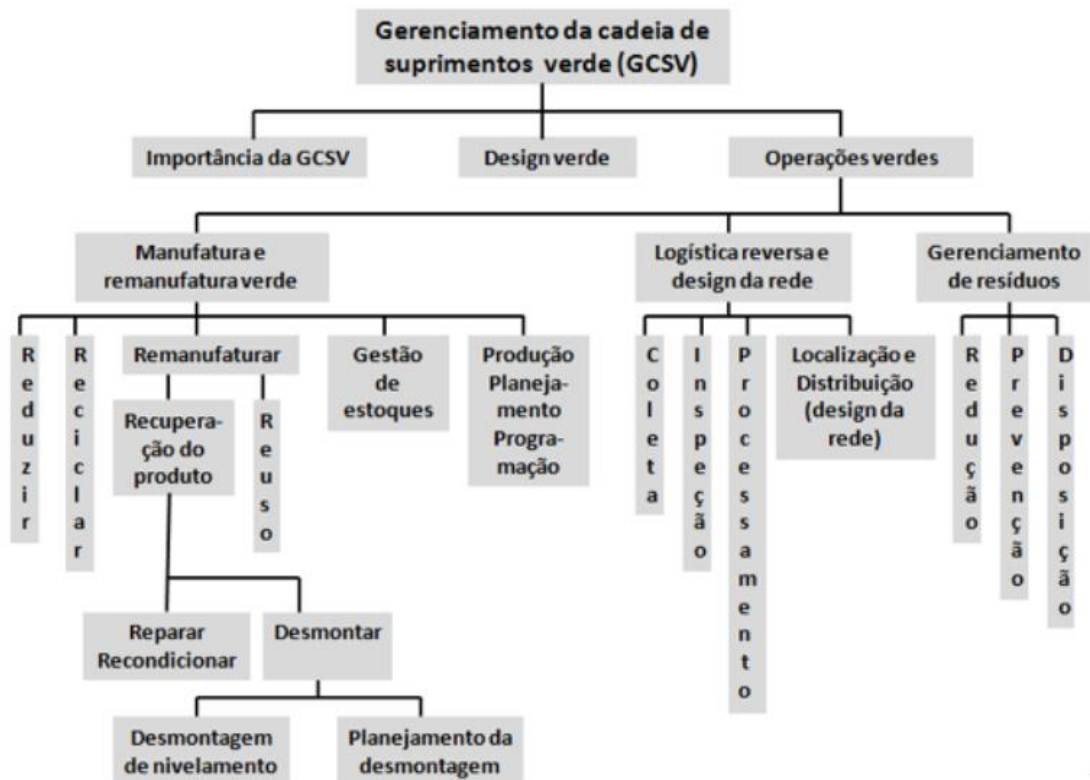 Gerenciamento da cadeia de
suprimentos verde (GCSV)
Importância da GCSV
Design verde
Operações verdes
Manufatura e
remanufatura verde
Logística reversa e
design da rede
Gerenciamento
de resíduos
Reduzir
Reciclar
Remanufaturar
Gestão
de
estoques
Produção
Planeja-
mento
Progra-
mação
Coleta
Inspeção
Processamento
Localização e
Distribuição
(design da
rede)
Redução
Prevenção
Disposição
Recupera-
ção do
produto
Reuso
Reparar
Recondicionar
Desmontar
Desmontagem
de nivelamento
Planejamento da
desmontagem